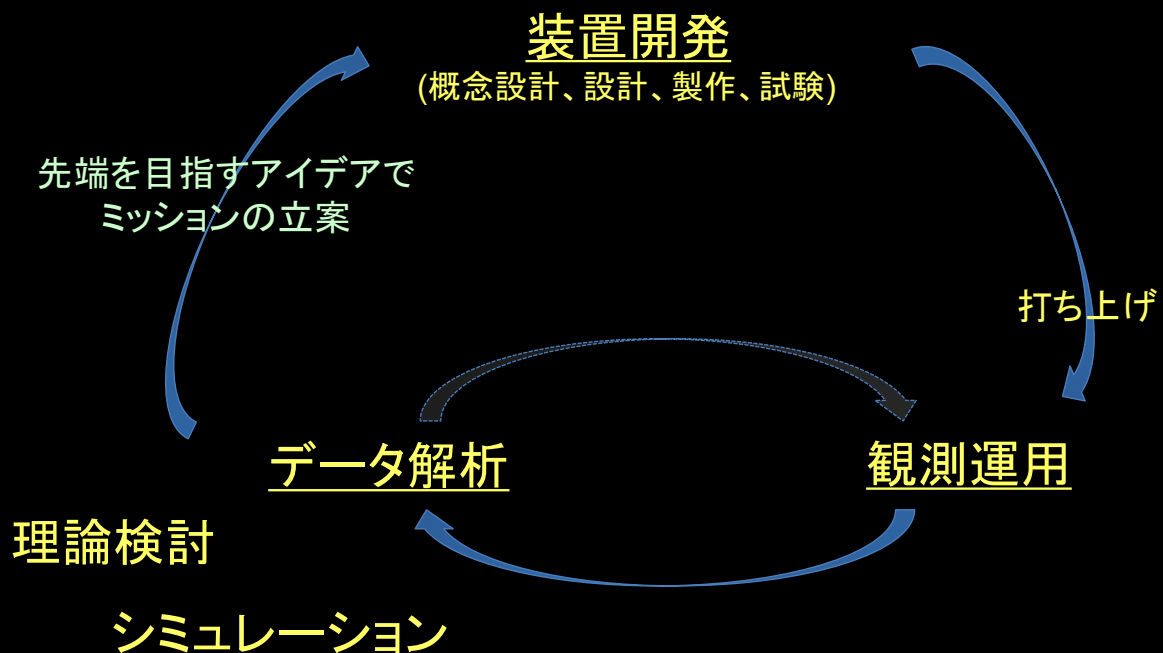 装置開発
(概念設計、設計、製作、試験)
先端を目指すアイデアで
ミッションの立案
打ち上げ
データ解析
観測運用
理論検討
シミュレーション